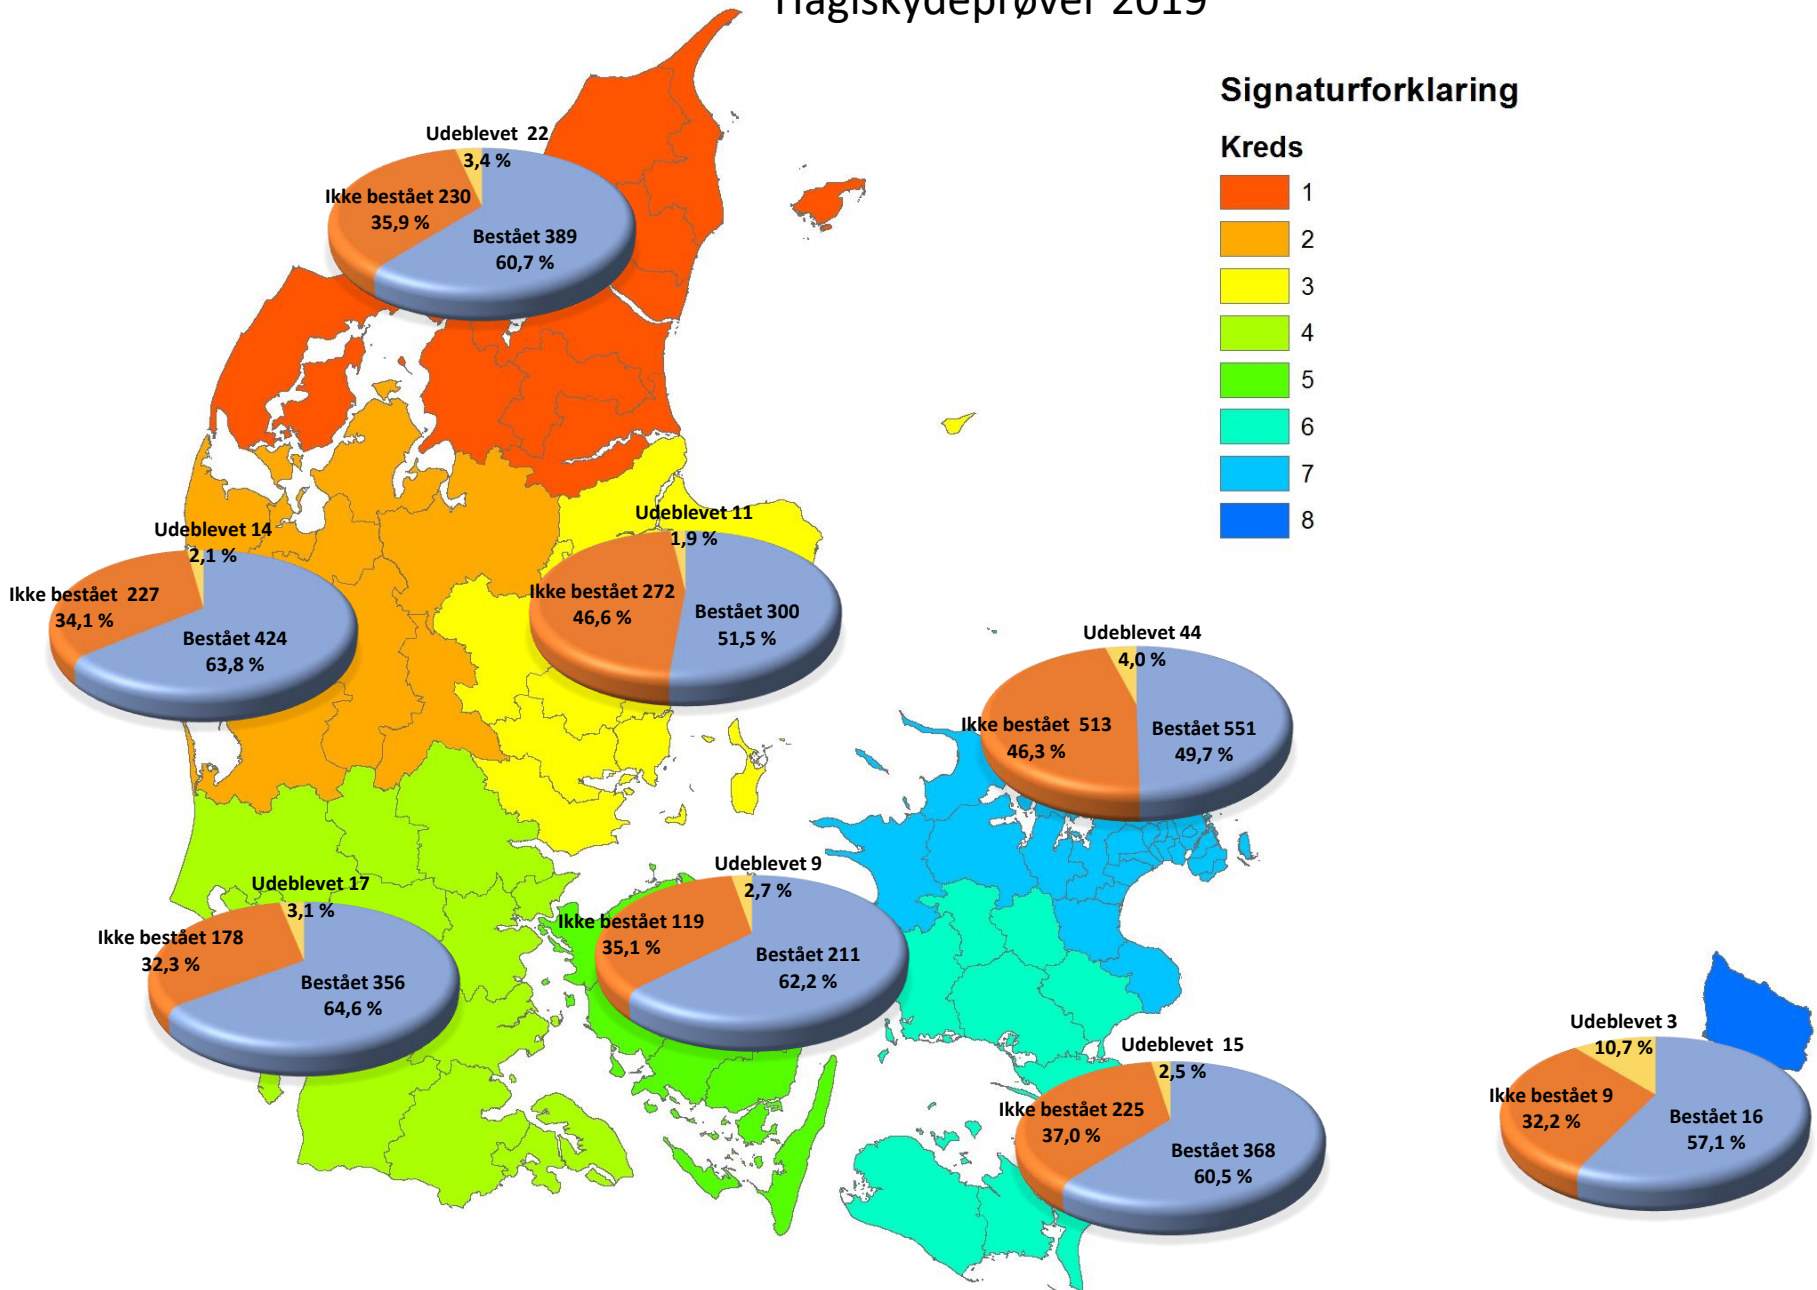 Haglskydeprøver 2019
Signaturforklaring
Kreds
1
2
3
4
5
6
7
8
Udeblevet 22
3,4 %
Ikke bestået 230
35,9 %
Bestået 389
60,7 %
Udeblevet 14
2,1 %
Ikke bestået 227
34,1 %
Bestået 424
63,8 %
Udeblevet 11
1,9 %
Ikke bestået 272
46,6 %
Bestået 300
51,5 %
Udeblevet 44
4,0 %
Ikke bestået 513
46,3 %
Bestået 551
49,7 %
Udeblevet 17
3,1 %
Ikke bestået 178
32,3 %
Bestået 356
64,6 %
Udeblevet 9
2,7 %
Ikke bestået 119
35,1 %
Bestået 211
62,2 %
Udeblevet 15
2,5 %
Ikke bestået 225
37,0 %
Bestået 368
60,5 %
Udeblevet 3
10,7 %
Ikke bestået 9
32,2 %
Bestået 16
57,1 %